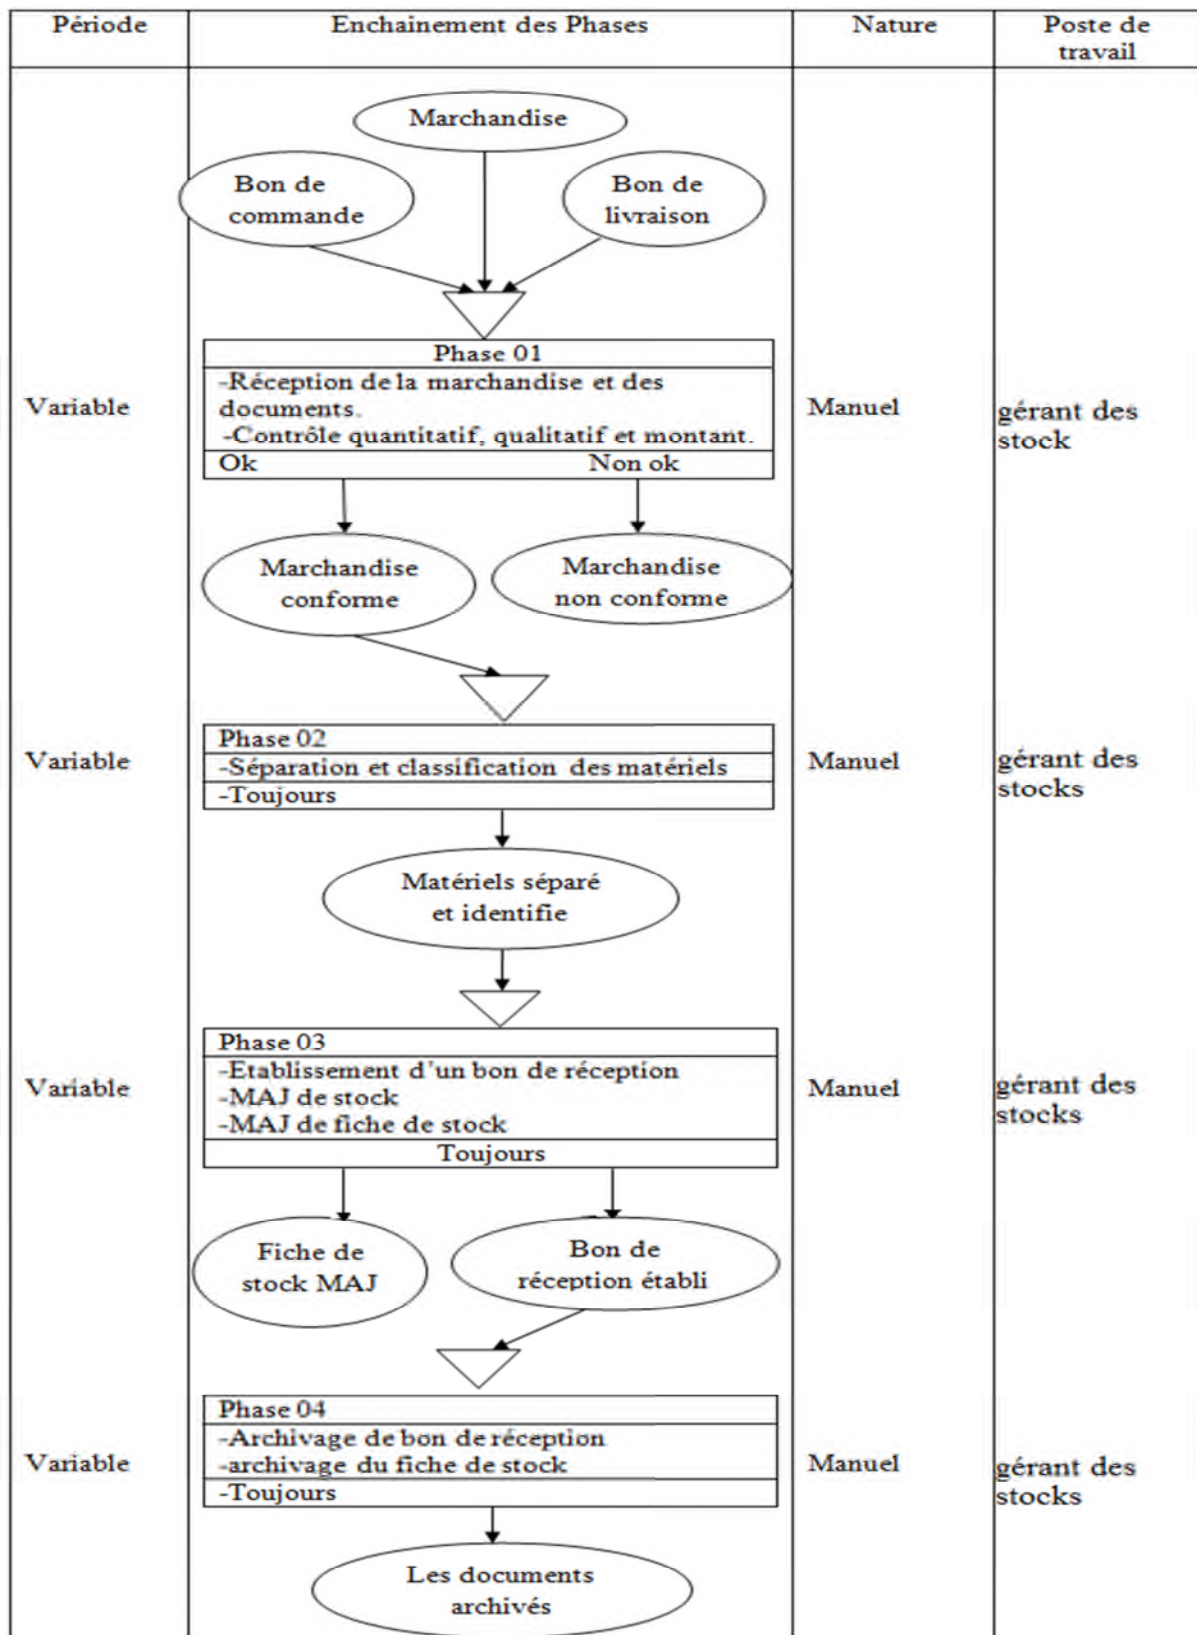 Période Enchainement des Phases Nature Poste de
travail
Marchandise
Bon de
commande
Bon de
livraison
Phase 01
-Réception de la marchandise et des
documents.
-Contrôle quantitatif, qualitatif et montant.
Ok Non ok
Variable
Manuel
gérant des
stock
Marchandise
conforme
Marchandise
non conforme
Phase 02
-Séparation et classification des matériels
-Toujours
Variable
Manuel
gérant des
stocks
Matériels séparé
et identifie
Phase 03
-Etablissement d'un bon de réception
-MAJ de stock
-MAJ de fiche de stock
Toujours
Variable
Manuel
gérant des
stocks
Fiche de
stock MAJ
Bon de
réception établi
Phase 04
-Archivage de bon de réception
-archivage du fiche de stock
-Toujours
Variable
Manuel
gérant des
stocks
Les documents
archivés